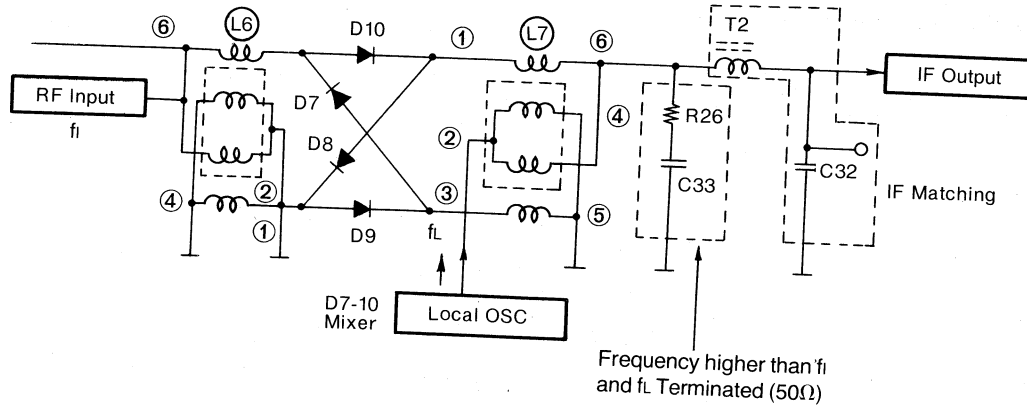 ⑥
L6
D10
①
L7
⑥
T2
RF Input
fI
D7
D8
②
④
R26
IF Output
④
②
①
③
⑤
C33
C32
IF Matching
D9
fL
D7-10
Mixer
Local OSC
Frequency higher than fI
and fL Terminated (50Ω)